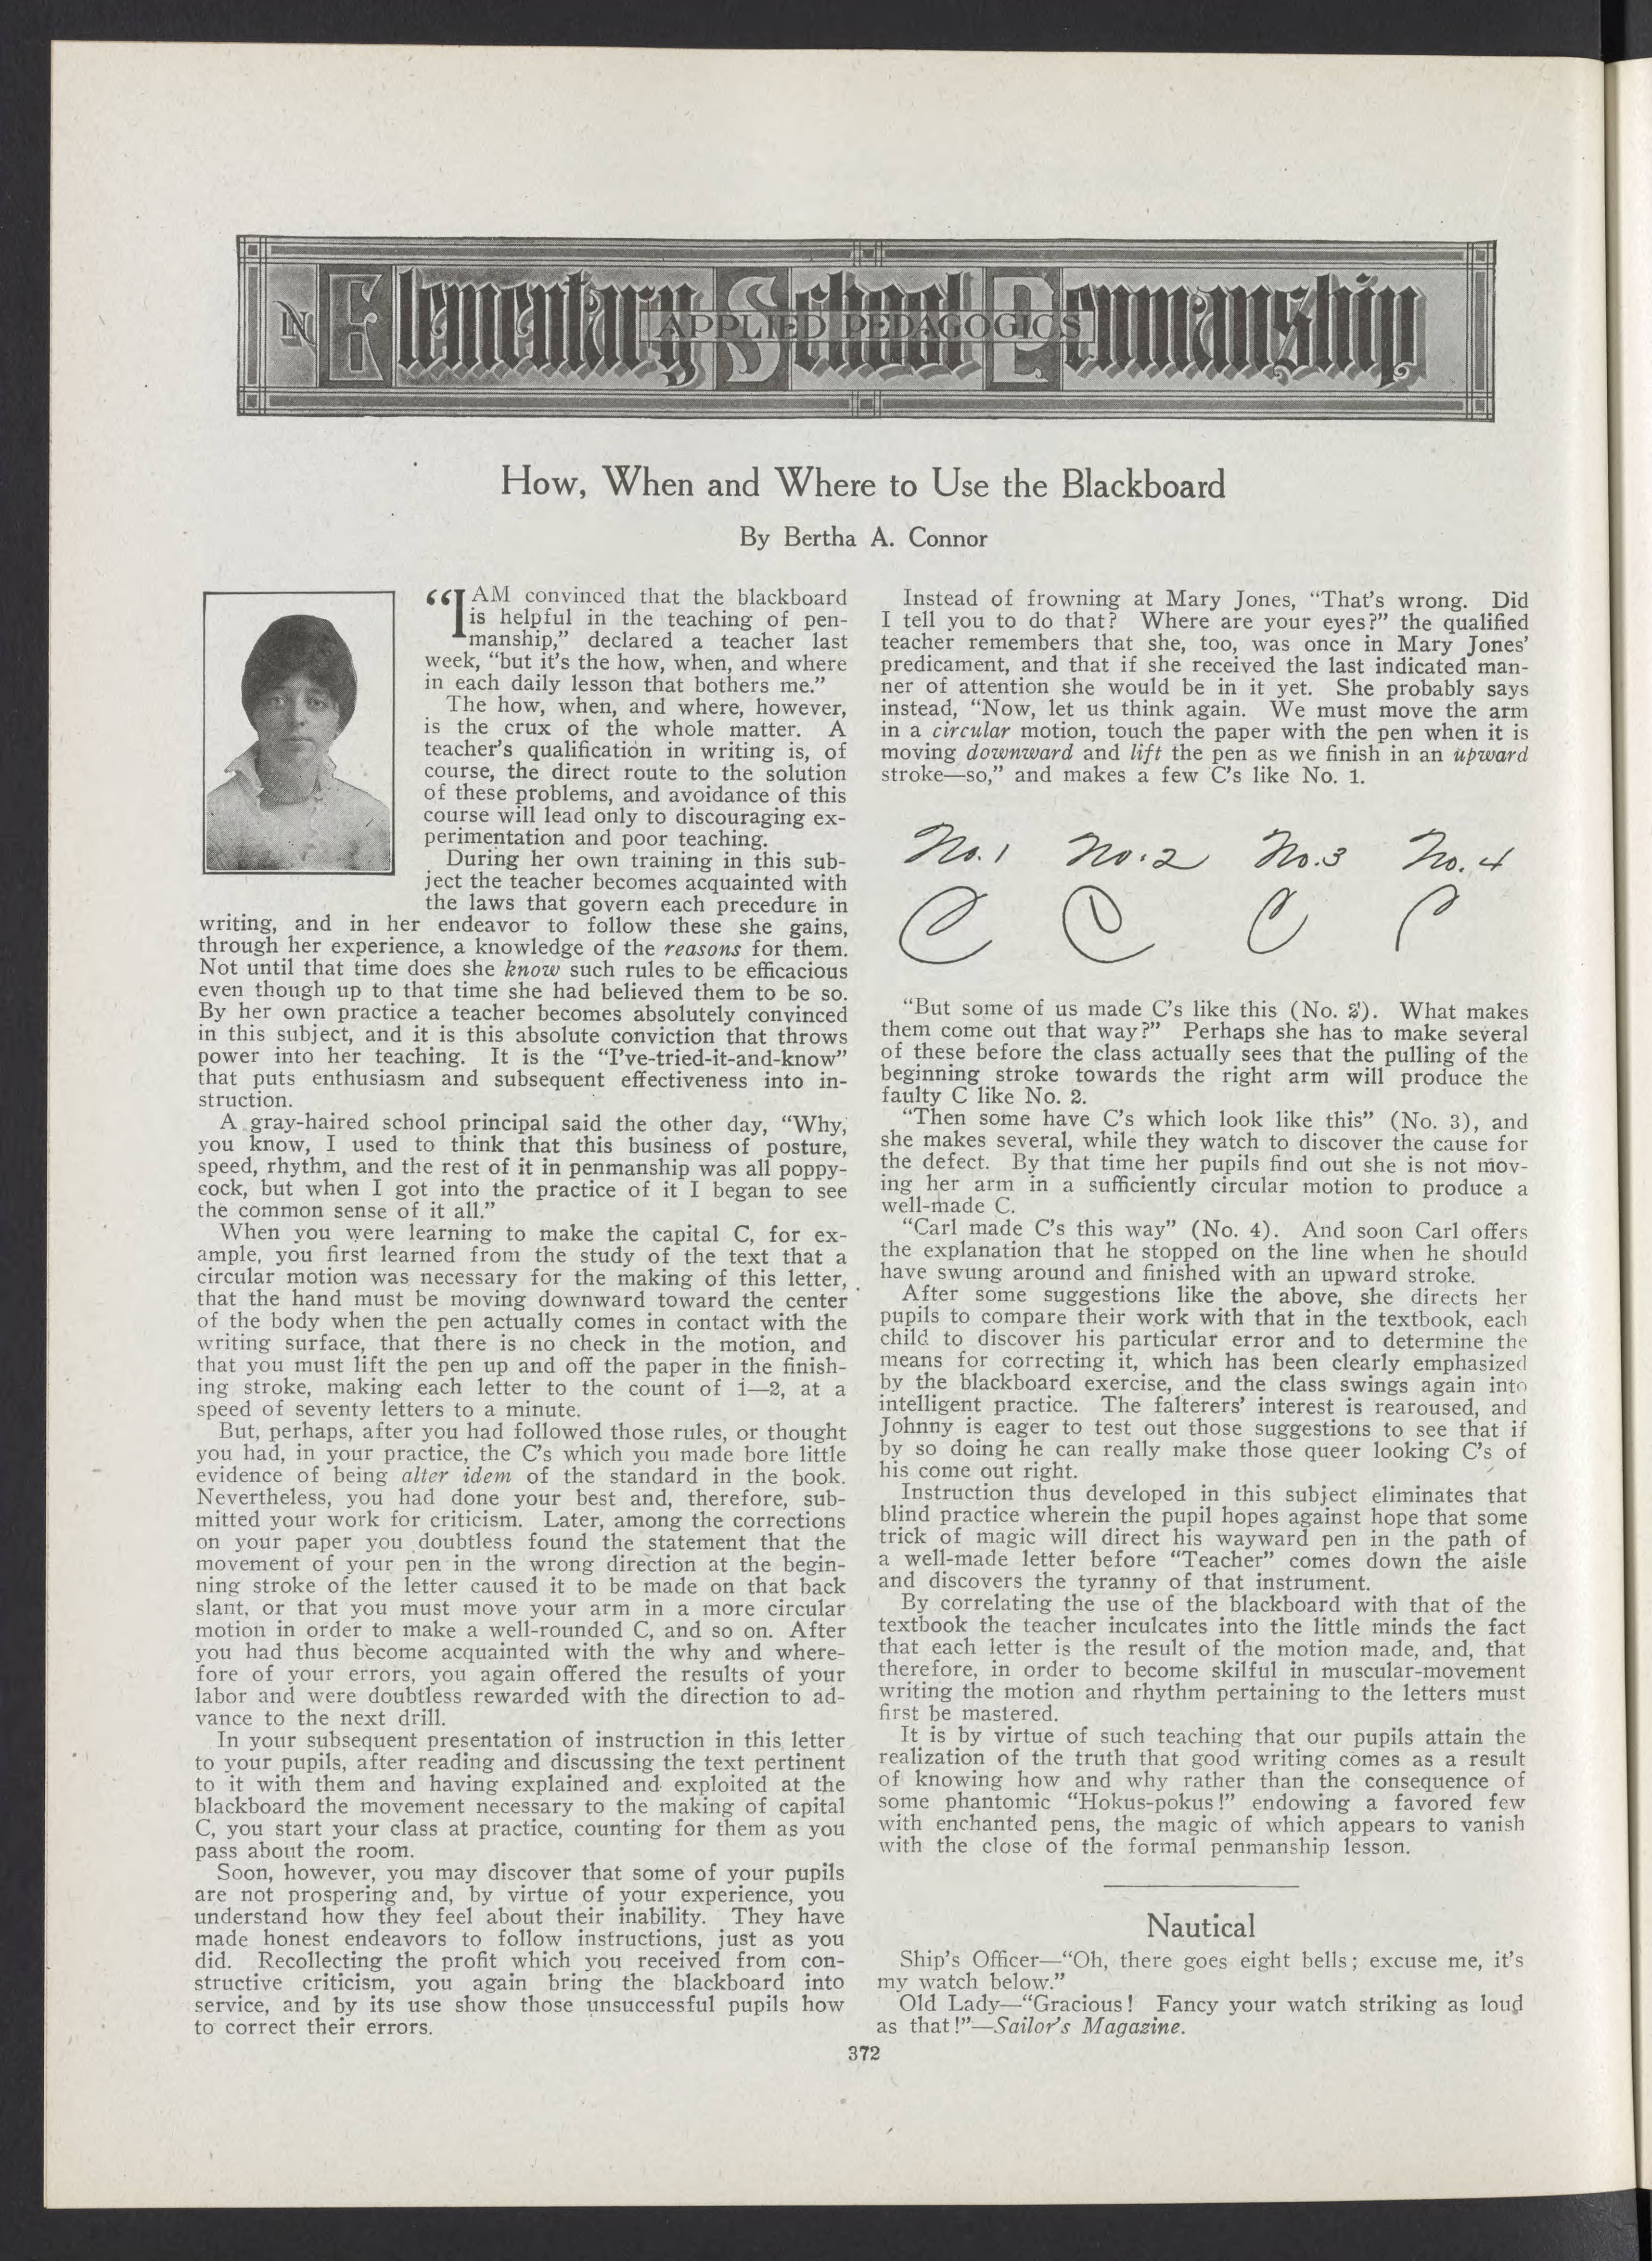 IN Elementary School Penmanship
APPLIED PEDAGOGICS
How, When and Where to Use the Blackboard
By Bertha A. Connor
“I AM convinced that the blackboard
is helpful in the teaching of pen-
manship,” declared a teacher last
week, “but it’s the how, when, and where
in each daily lesson that bothers me.”
The how, when, and where, however,
is the crux of the whole matter. A
teacher’s qualification in writing is, of
course, the direct route to the solution
of these problems, and avoidance of this
course will lead only to discouraging ex-
perimentation and poor teaching.
During her own training in this sub-
ject the teacher becomes acquainted with
the laws that govern each precedure in
writing, and in her endeavor to follow these she gains,
through her experience, a knowledge of the reasons for them.
Not until that time does she know such rules to be efficacious
even though up to that time she had believed them to be so.
By her own practice a teacher becomes absolutely convinced
in this subject, and it is this absolute conviction that throws
power into her teaching. It is the “I’ve-tried-it-and-know”
that puts enthusiasm and subsequent effectiveness into in-
struction.
A gray-haired school principal said the other day, “Why,
you know, I used to think that this business of posture,
speed, rhythm, and the rest of it in penmanship was all poppy-
cock, but when I got into the practice of it I began to see
the common sense of it all.”
When you were learning to make the capital C, for ex-
ample, you first learned from the study of the text that a
circular motion was necessary for the making of this letter,
that the hand must be moving downward toward the center
of the body when the pen actually comes in contact with the
writing surface, that there is no check in the motion, and
that you must lift the pen up and off the paper in the finish-
ing stroke, making each letter to the count of 1—2, at a
speed of seventy letters to a minute.
But, perhaps, after you had followed those rules, or thought
you had, in your practice, the C’s which you made bore little
evidence of being alter idem of the standard in the book.
Nevertheless, you had done your best and, therefore, sub-
mitted your work for criticism. Later, among the corrections
on your paper you doubtless found the statement that the
movement of your pen in the wrong direction at the begin-
ning stroke of the letter caused it to be made on that back
slant, or that you must move your arm in a more circular
motion in order to make a well-rounded C, and so on. After
you had thus become acquainted with the why and where-
fore of your errors, you again offered the results of your
labor and were doubtless rewarded with the direction to ad-
vance to the next drill.
In your subsequent presentation of instruction in this letter
to your pupils, after reading and discussing the text pertinent
to it with them and having explained and exploited at the
blackboard the movement necessary to the making of capital
C, you start your class at practice, counting for them as you
pass about the room.
Soon, however, you may discover that some of your pupils
are not prospering and, by virtue of your experience, you
understand how they feel about their inability. They have
made honest endeavors to follow instructions, just as you
did. Recollecting the profit which you received from con-
structive criticism, you again bring the blackboard into
service, and by its use show those unsuccessful pupils how
to correct their errors.
Instead of frowning at Mary Jones, “That’s wrong. Did
I tell you to do that? Where are your eyes?” the qualified
teacher remembers that she, too, was once in Mary Jones’
predicament, and that if she received the last indicated man-
ner of attention she would be in it yet. She probably says
instead, “Now, let us think again. We must move the arm
in a circular motion, touch the paper with the pen when it is
moving downward and lift the pen as we finish in an upward
stroke—so,” and makes a few C’s like No. 1.
No. 1 No. 2 No. 3 No. 4
C C C C
“But some of us made C’s like this (No. 2). What makes
them come out that way?” Perhaps she has to make several
of these before the class actually sees that the pulling of the
beginning stroke towards the right arm will produce the
faulty C like No. 2.
“Then some have C’s which look like this” (No. 3), and
she makes several, while they watch to discover the cause for
the defect. By that time her pupils find out she is not mov-
ing her arm in a sufficiently circular motion to produce a
well-made C.
“Carl made C’s this way” (No. 4). And soon Carl offers
the explanation that he stopped on the line when he should
have swung around and finished with an upward stroke.
After some suggestions like the above, she directs her
pupils to compare their work with that in the textbook, each
child to discover his particular error and to determine the
means for correcting it, which has been clearly emphasized
by the blackboard exercise, and the class swings again into
intelligent practice. The falterers’ interest is rearoused, and
Johnny is eager to test out those suggestions to see that if
by so doing he can really make those queer looking C’s of
his come out right.
Instruction thus developed in this subject eliminates that
blind practice wherein the pupil hopes against hope that some
trick of magic will direct his wayward pen in the path of
a well-made letter before “Teacher” comes down the aisle
and discovers the tyranny of that instrument.
By correlating the use of the blackboard with that of the
textbook the teacher inculcates into the little minds the fact
that each letter is the result of the motion made, and, that
therefore, in order to become skilful in muscular-movement
writing the motion and rhythm pertaining to the letters must
first be mastered.
It is by virtue of such teaching that our pupils attain the
realization of the truth that good writing comes as a result
of knowing how and why rather than the consequence of
some phantomic “Hokus-pokus!” endowing a favored few
with enchanted pens, the magic of which appears to vanish
with the close of the formal penmanship lesson.
Nautical
Ship’s Officer—“Oh, there goes eight bells; excuse me, it’s
my watch below.”
Old Lady—“Gracious! Fancy your watch striking as loud
as that!”—Sailor’s Magazine.
372